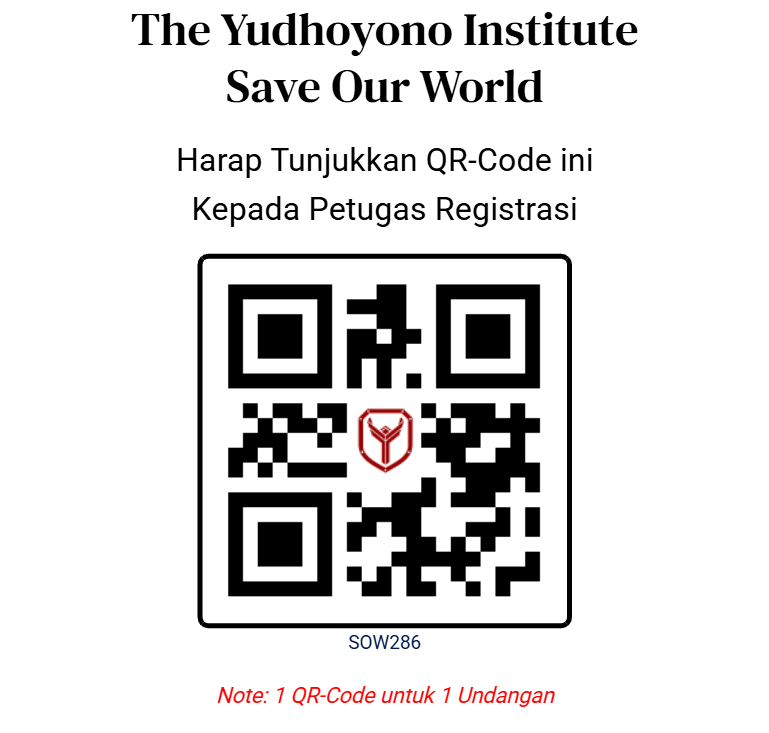 The Yudhoyono Institute
Save Our World
Harap Tunjukkan QR-Code ini
Kepada Petugas Registrasi
SOW286
Note: 1 QR-Code untuk 1 Undangan